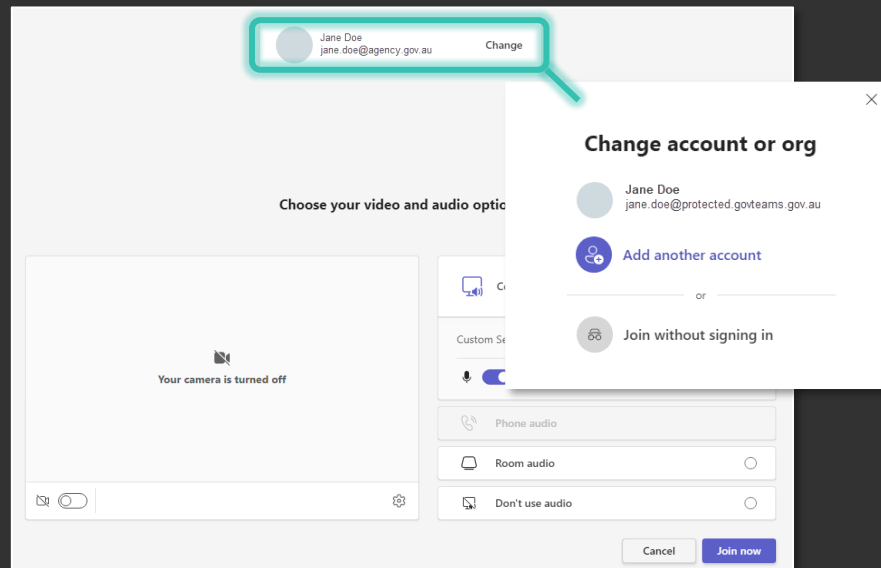 Jane Doe
jane.doe@agency.gov.au
Change
Change account or org
Jane Doe
jane.doe@protected.govteams.gov.au
Add another account
or
Join without signing in
Choose your video and audio optio
Your camera is turned off
Custom Se
Phone audio
Room audio
Don't use audio
Cancel
Join now